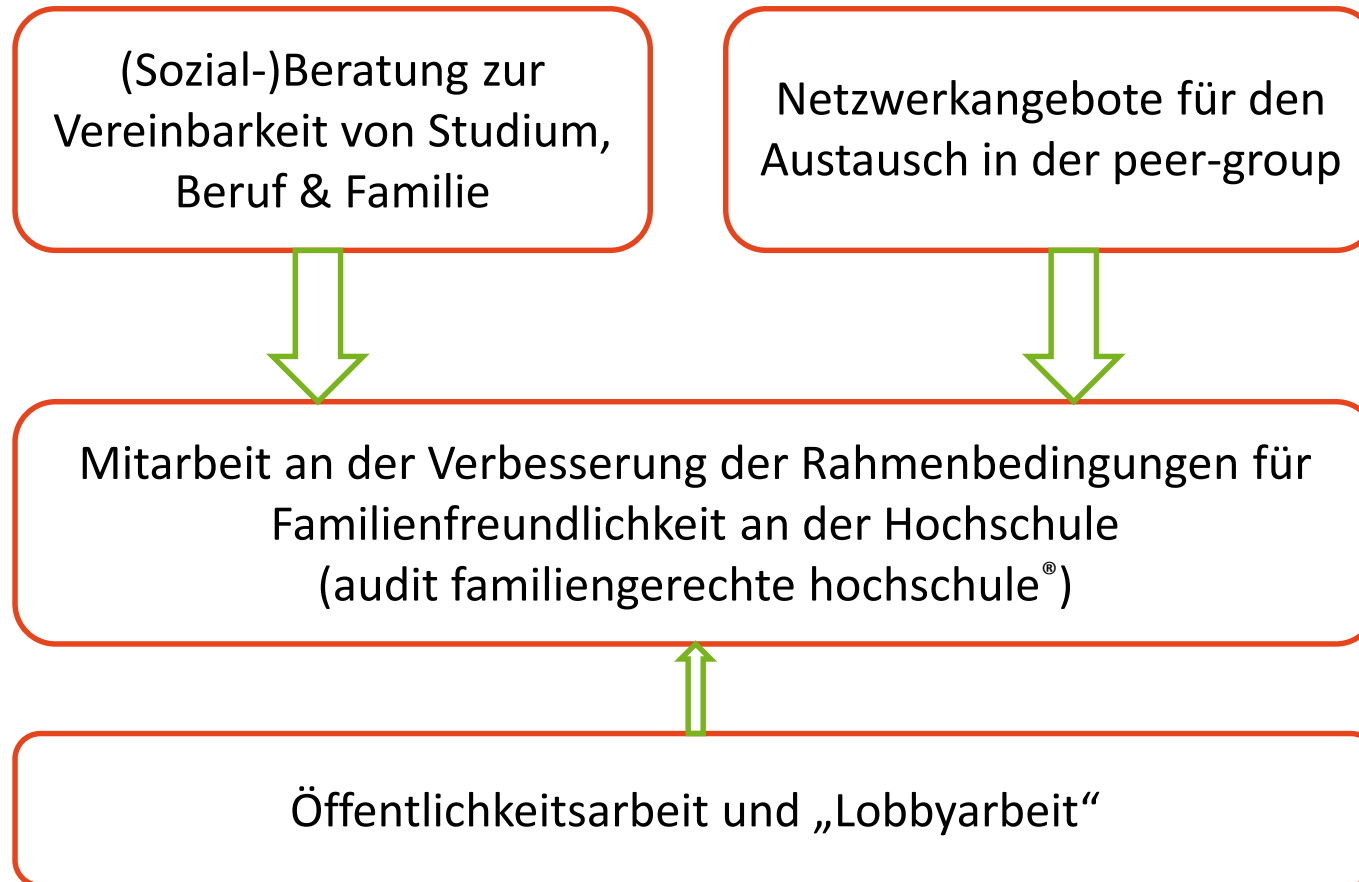 (Sozial-)Beratung zur
Vereinbarkeit von Studium,
Beruf & Familie
Netzwerkangebote für den
Austausch in der peer-group
Mitarbeit an der Verbesserung der Rahmenbedingungen für
Familienfreundlichkeit an der Hochschule
(audit familiengerechte hochschule®)
Öffentlichkeitsarbeit und „Lobbyarbeit“